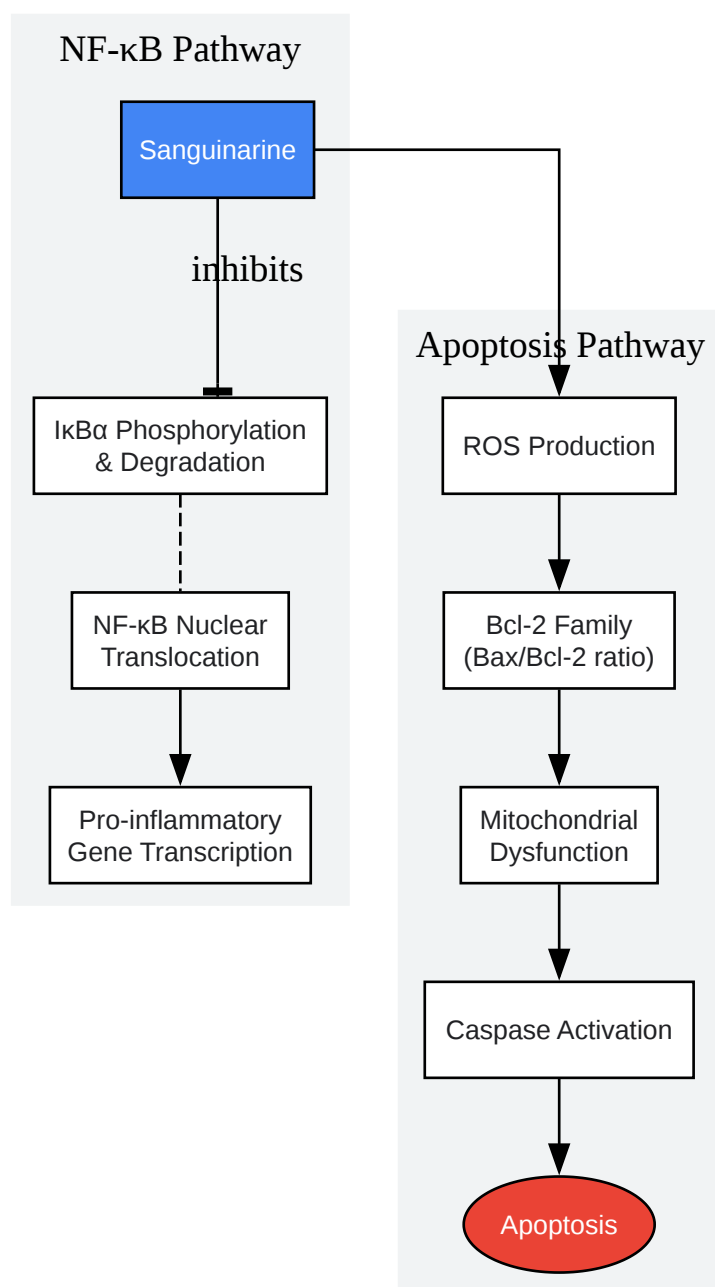 NF-κB Pathway
Sanguinarine
inhibits
IκBα Phosphorylation
& Degradation
NF-κB Nuclear
Translocation
Pro-inflammatory
Gene Transcription
Apoptosis Pathway
ROS Production
Bcl-2 Family
(Bax/Bcl-2 ratio)
Mitochondrial
Dysfunction
Caspase Activation
Apoptosis